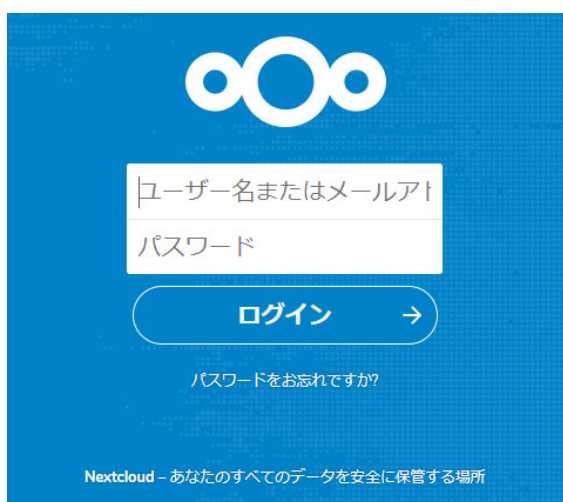 ユーザー名またはメールアト
パスワード
ログイン →
パスワードをお忘れですか?
Nextcloud – あなたのすべてのデータを安全に保管する場所